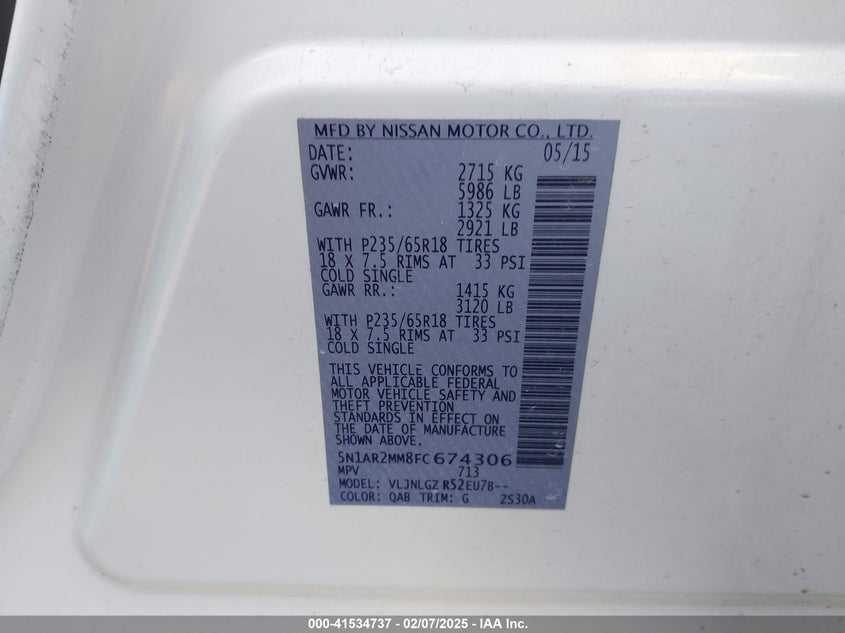 MFD BY NISSAN MOTOR CO., LTD.
DATE: 05/15
GVWR: 2715 KG
5986 LB
GAWR FR.: 1325 KG
2921 LB
WITH P235/65R18 TIRES
18 X 7.5 RIMS AT 33 PSI
COLD SINGLE
GAWR RR.: 1415 KG
3120 LB
WITH P235/65R18 TIRES
18 X 7.5 RIMS AT 33 PSI
COLD SINGLE
THIS VEHICLE CONFORMS TO
ALL APPLICABLE FEDERAL
MOTOR VEHICLE SAFETY AND
THEFT PREVENTION
STANDARDS IN EFFECT ON
THE DATE OF MANUFACTURE
SHOWN ABOVE.
5N1AR2MM8FC674306
MPV 713
MODEL: VLJNLGZ R52EU7B--
COLOR: QAB TRIM: G ZS30A
000-41534737 - 02/07/2025 - IAA Inc.